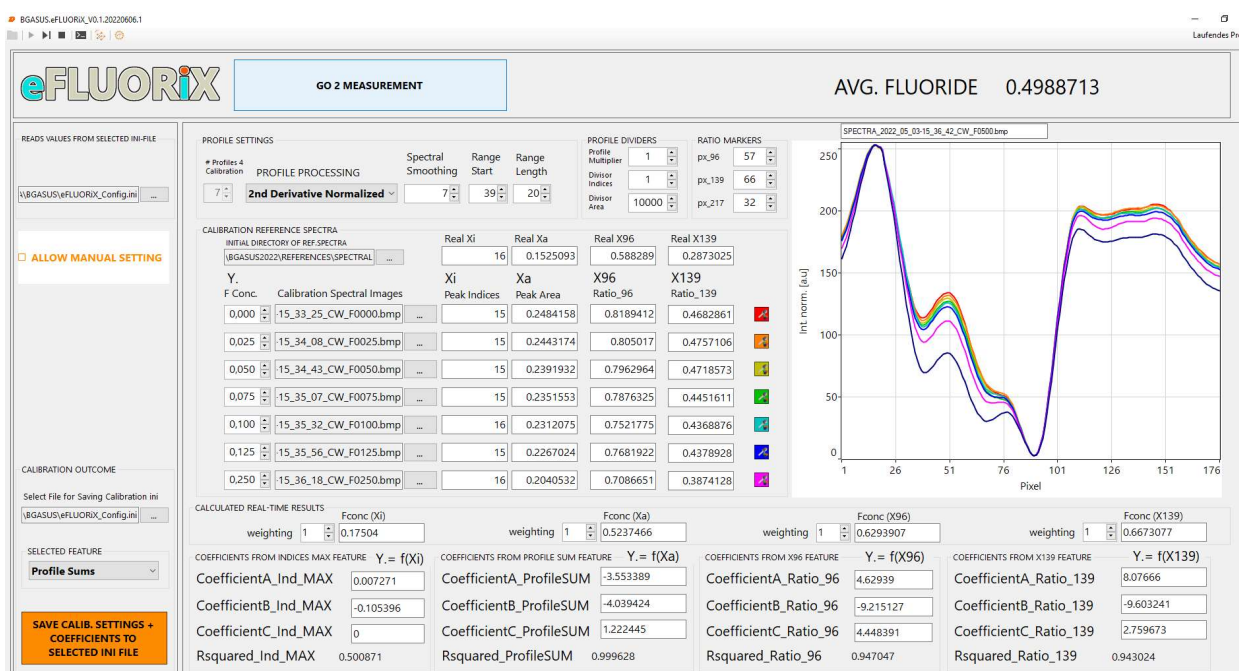 BGASUS.eFLUORiX_V0.1.20220606.1
Laufendes Pro
eFLUORiX
GO 2 MEASUREMENT
AVG. FLUORIDE 0.4988713
READS VALUES FROM SELECTED INI-FILE
\\BGASUS\eFLUORiX_Config.ini ...
ALLOW MANUAL SETTING
CALIBRATION OUTCOME
Select File for Saving Calibration ini
\BGASUS\eFLUORiX_Config.ini ...
SELECTED FEATURE
Profile Sums
SAVE CALIB. SETTINGS +
COEFFICIENTS TO
SELECTED INI FILE
PROFILE SETTINGS
# Profiles 4
Calibration
7
PROFILE PROCESSING
2nd Derivative Normalized
Spectral
Smoothing
7
Range
Start
39
Range
Length
20
PROFILE DIVIDERS
Profile
Multiplier 1
Divisor
Indices 1
Divisor
Area 10000
RATIO MARKERS
px_96 57
px_139 66
px_217 32
CALIBRATION REFERENCE SPECTRA
INITIAL DIRECTORY OF REF.SPECTRA
\BGASUS2022\REFERENCES\SPECTRAL ...
Real Xi Real Xa Real X96 Real X139
16 0.1525093 0.588289 0.2873025
Y. Xi Xa X96 X139
F Conc. Calibration Spectral Images Peak Indices Peak Area Ratio_96 Ratio_139
0,000 -15_33_25_CW_F0000.bmp ... 15 0.2484158 0.8189412 0.4682861
0,025 -15_34_08_CW_F0025.bmp ... 15 0.2443174 0.805017 0.4757106
0,050 -15_34_43_CW_F0050.bmp ... 15 0.2391932 0.7962964 0.4718573
0,075 -15_35_07_CW_F0075.bmp ... 15 0.2351553 0.7876325 0.4451611
0,100 -15_35_32_CW_F0100.bmp ... 16 0.2312075 0.7521775 0.4368876
0,125 -15_35_56_CW_F0125.bmp ... 15 0.2267024 0.7681922 0.4378928
0,250 -15_36_18_CW_F0250.bmp ... 16 0.2040532 0.7086651 0.3874128
SPECTRA_2022_05_03-15_36_42_CW_F0500.bmp
Int. norm. [a.u]
250
200
150
100
50
0
1 26 51 76 101 126 151 176
Pixel
CALCULATED REAL-TIME RESULTS
Fconc (Xi)
weighting 1 0.17504
Fconc (Xa)
weighting 1 0.5237466
Fconc (X96)
weighting 1 0.6293907
Fconc (X139)
weighting 1 0.6673077
COEFFICIENTS FROM INDICES MAX FEATURE Y.= f(Xi)
CoefficientA_Ind_MAX 0.007271
CoefficientB_Ind_MAX -0.105396
CoefficientC_Ind_MAX 0
Rsquared_Ind_MAX 0.500871
COEFFICIENTS FROM PROFILE SUM FEATURE Y.= f(Xa)
CoefficientA_ProfileSUM -3.553389
CoefficientB_ProfileSUM -4.039424
CoefficientC_ProfileSUM 1.222445
Rsquared_ProfileSUM 0.999628
COEFFICIENTS FROM X96 FEATURE Y.= f(X96)
CoefficientA_Ratio_96 4.62939
CoefficientB_Ratio_96 -9.215127
CoefficientC_Ratio_96 4.448391
Rsquared_Ratio_96 0.947047
COEFFICIENTS FROM X139 FEATURE Y.= f(X139)
CoefficientA_Ratio_139 8.07666
CoefficientB_Ratio_139 -9.603241
CoefficientC_Ratio_139 2.759673
Rsquared_Ratio_139 0.943024